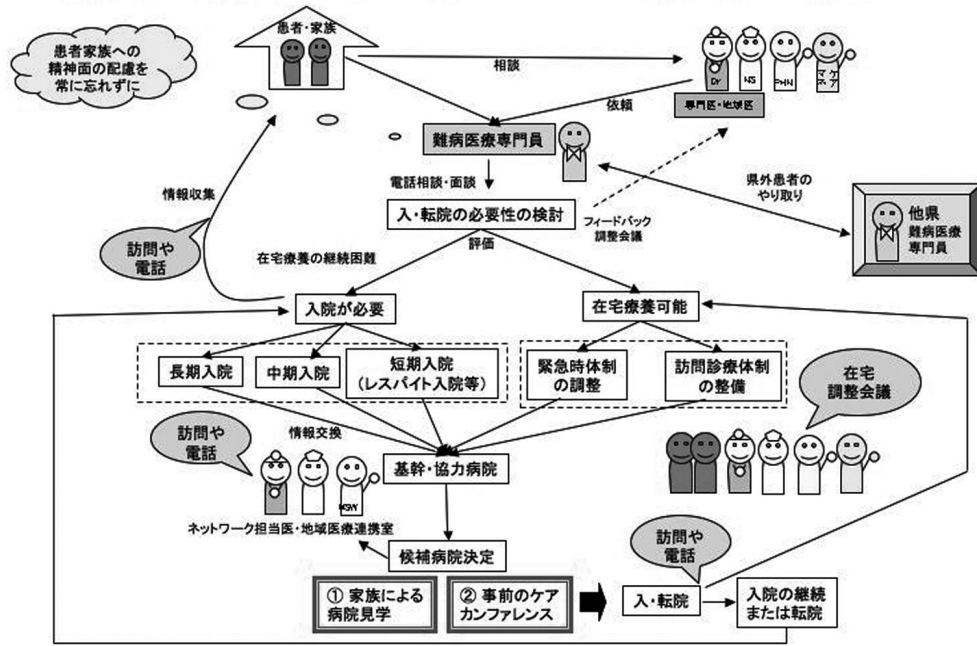 患者家族への
精神面の配慮を
常に忘れずに
患者・家族
相談
Dr
NS
PHN
ケア
マネ
専門医・地域医
依頼
難病医療専門員
情報収集
電話相談・面談
県外患者の
やり取り
入・転院の必要性の検討
フィードバック
調整会議
他県
難病医療
専門員
訪問や
電話
評価
在宅療養の継続困難
入院が必要
在宅療養可能
長期入院
中期入院
短期入院
(レスパイト入院等)
緊急時体制
の調整
訪問診療体制
の整備
在宅
調整会議
訪問や
電話
情報交換
基幹・協力病院
MSW
ネットワーク担当医・地域医療連携室
候補病院決定
訪問や
電話
① 家族による
病院見学
② 事前のケア
カンファレンス
入・転院
入院の継続
または転院